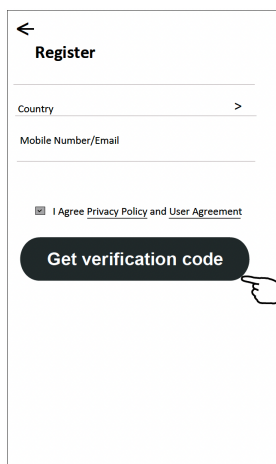 Register
Country
Mobile Number/Email
I Agree Privacy Policy and User Agreement
Get verification code